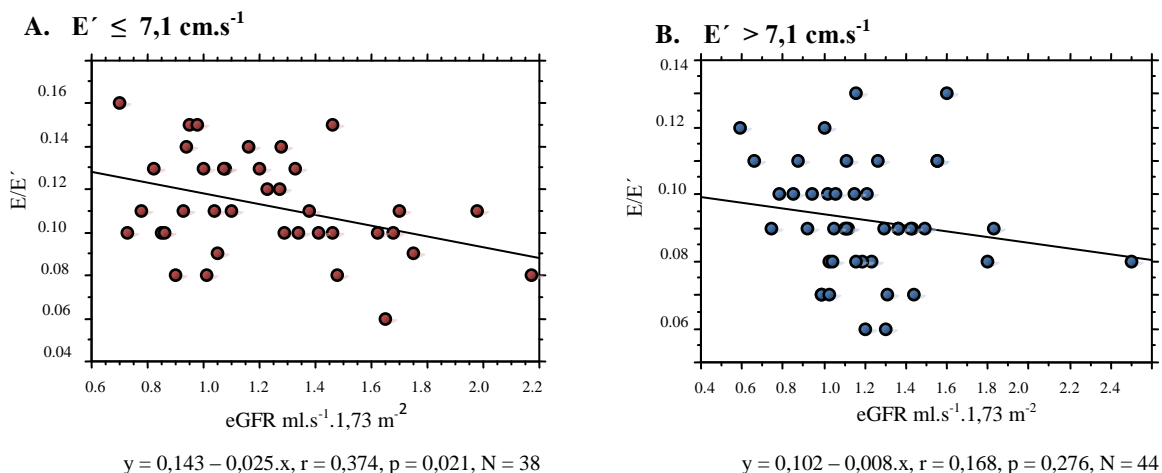 A. E´ ≤ 7,1 cm.s-1
E/E´
0.16
0.14
0.12
0.10
0.08
0.06
0.04
0.6 0.8 1.0 1.2 1.4 1.6 1.8 2.0 2.2
eGFR ml.s-1.1,73 m-2
y = 0,143 – 0,025.x, r = 0,374, p = 0,021, N = 38
B. E´ > 7,1 cm.s-1
E/E´
0.14
0.12
0.10
0.08
0.06
0.4 0.6 0.8 1.0 1.2 1.4 1.6 1.8 2.0 2.2 2.4
eGFR ml.s-1.1,73 m-2
y = 0,102 – 0,008.x, r = 0,168, p = 0,276, N = 44